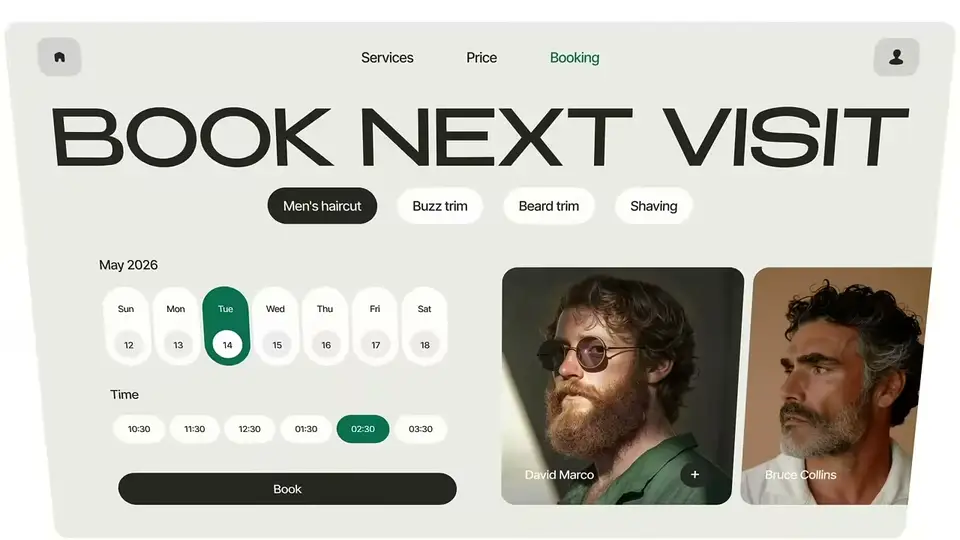 Services Price Booking
BOOK NEXT VISIT
Men's haircut Buzz trim Beard trim Shaving
May 2026
Sun Mon Tue Wed Thu Fri Sat
12 13 14 15 16 17 18
Time
10:30 11:30 12:30 01:30 02:30 03:30
Book
David Marco +
Bruce Collins